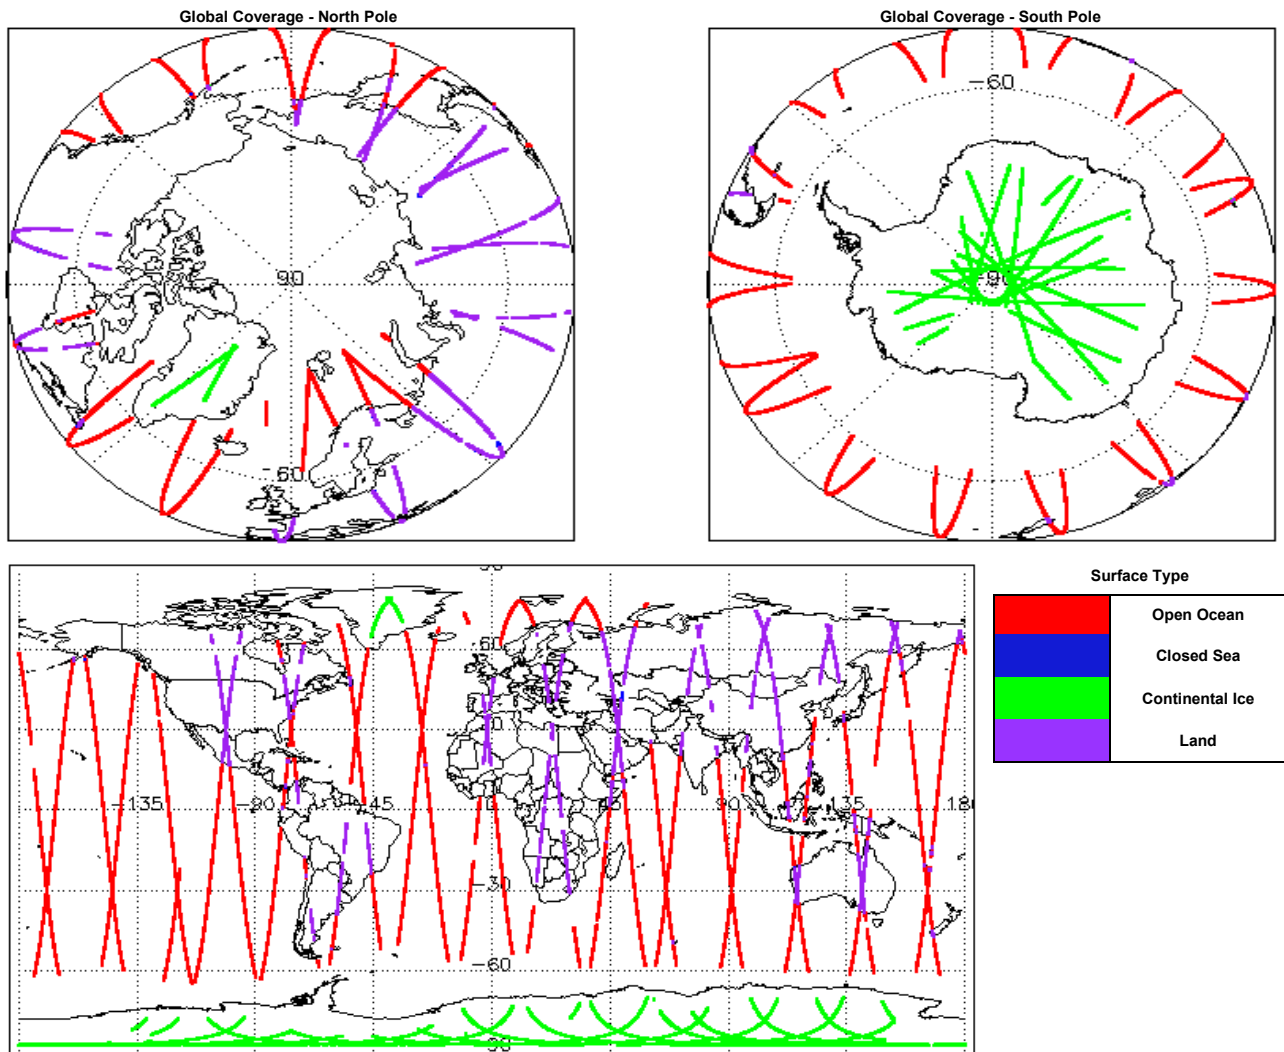 Global Coverage - North Pole
Global Coverage - South Pole
90
-60
-60
-90
-135
-90
-45
45
90
135
180
-30
-60
Surface Type
Open Ocean
Closed Sea
Continental Ice
Land